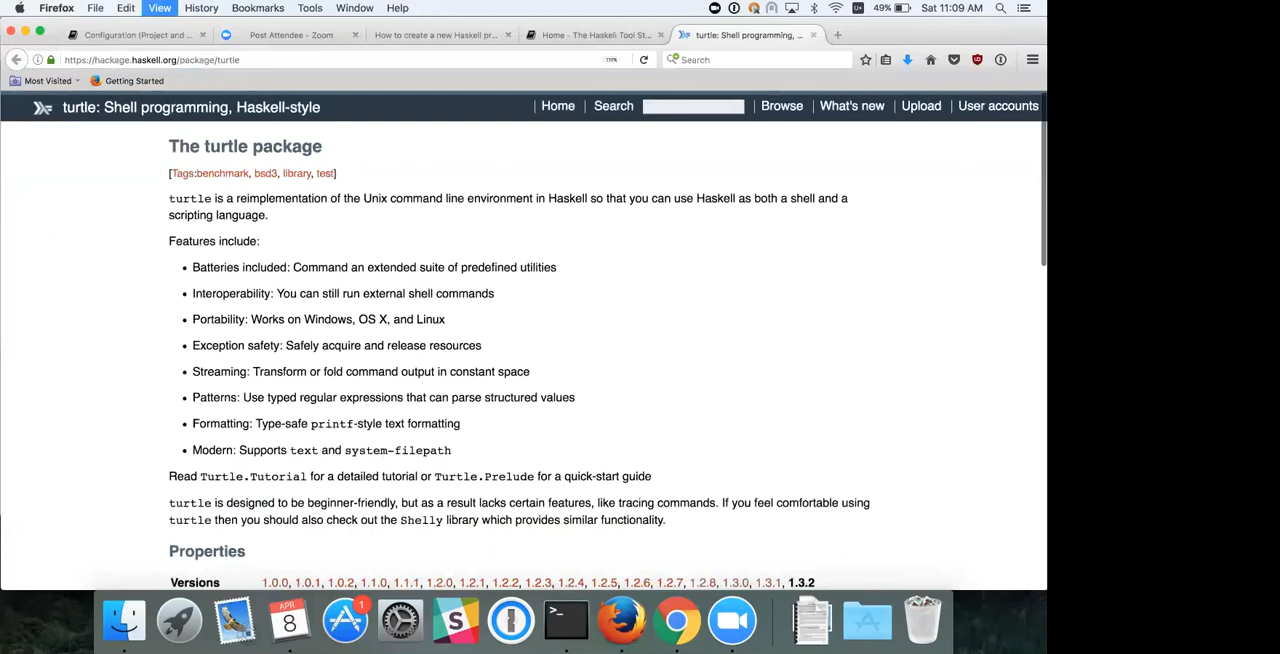 Firefox File Edit View History Bookmarks Tools Window Help 49% Sat 11:09 AM
Configuration (Project and ... Post Attendee - Zoom How to create a new Haskell pr... Home - The Haskell Tool St... turtle: Shell programming, ...
https://hackage.haskell.org/package/turtle 110% Search
Most Visited Getting Started
turtle: Shell programming, Haskell-style Home Search Browse What's new Upload User accounts
The turtle package
[Tags:benchmark, bsd3, library, test]
turtle is a reimplementation of the Unix command line environment in Haskell so that you can use Haskell as both a shell and a
scripting language.
Features include:
• Batteries included: Command an extended suite of predefined utilities
• Interoperability: You can still run external shell commands
• Portability: Works on Windows, OS X, and Linux
• Exception safety: Safely acquire and release resources
• Streaming: Transform or fold command output in constant space
• Patterns: Use typed regular expressions that can parse structured values
• Formatting: Type-safe printf-style text formatting
• Modern: Supports text and system-filepath
Read Turtle.Tutorial for a detailed tutorial or Turtle.Prelude for a quick-start guide
turtle is designed to be beginner-friendly, but as a result lacks certain features, like tracing commands. If you feel comfortable using
turtle then you should also check out the Shelly library which provides similar functionality.
Properties
Versions 1.0.0, 1.0.1, 1.0.2, 1.1.0, 1.1.1, 1.2.0, 1.2.1, 1.2.2, 1.2.3, 1.2.4, 1.2.5, 1.2.6, 1.2.7, 1.2.8, 1.3.0, 1.3.1, 1.3.2
APR 1
8